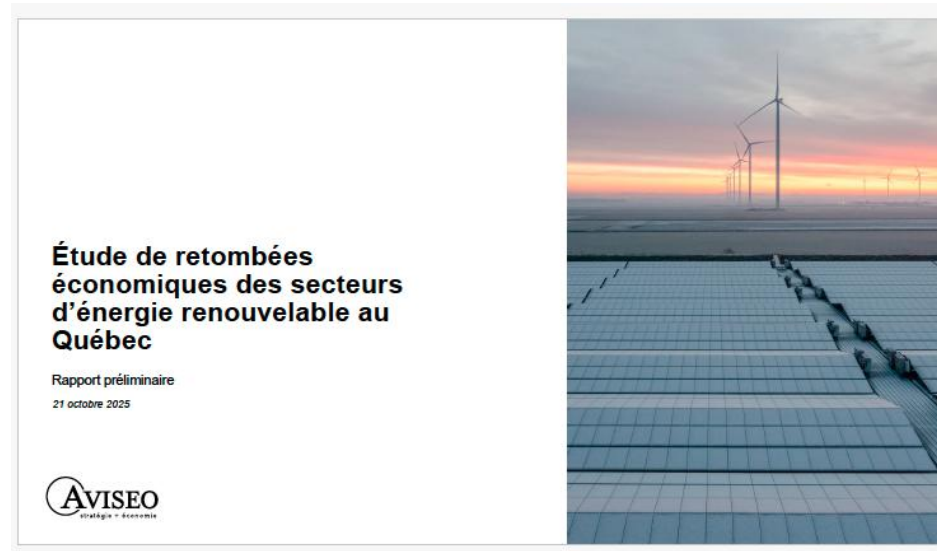 Étude de retombées
économiques des secteurs
d'énergie renouvelable au
Québec
Rapport préliminaire
21 octobre 2025
AVISEO
stratégie + économie